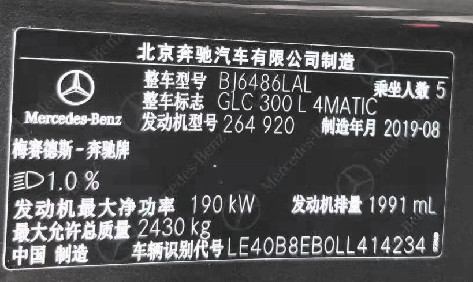 北京奔驰汽车有限公司制造
整车型号 BJ6486LAL 乘坐人数 5
整车标志 GLC 300 L 4MATIC
Mercedes-Benz
发动机型号 264 920 制造年月 2019-08
梅赛德斯-奔驰牌
1.0 %
发动机最大净功率 190 kW 发动机排量 1991 mL
最大允许总质量 2430 kg
中国 制造 车辆识别代号 LE40B8EB0LL414234